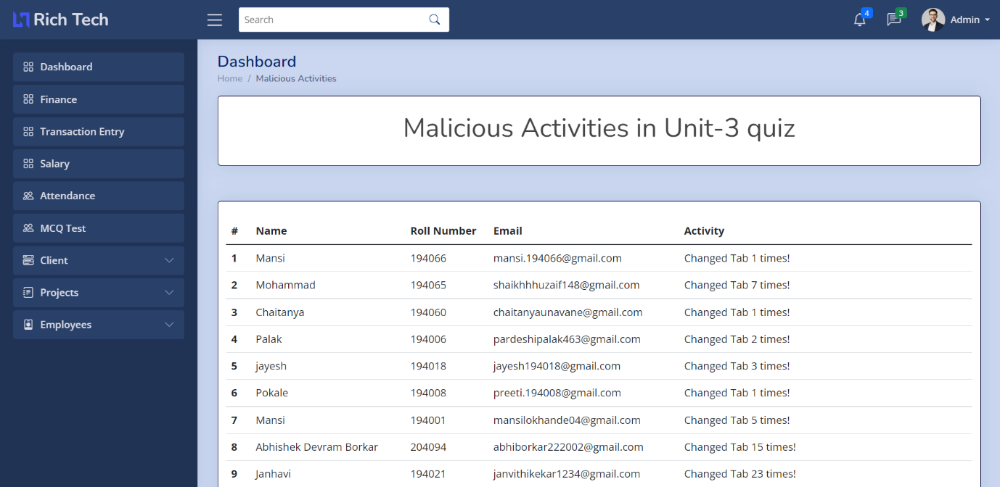 Rich Tech
Search
4
3
Admin
Dashboard
Finance
Transaction Entry
Salary
Attendance
MCQ Test
Client
Projects
Employees
Dashboard
Home / Malicious Activities
Malicious Activities in Unit-3 quiz
# Name Roll Number Email Activity
1 Mansi 194066 mansi.194066@gmail.com Changed Tab 1 times!
2 Mohammad 194065 shaikhhhuzaif148@gmail.com Changed Tab 7 times!
3 Chaitanya 194060 chaitanyaunavane@gmail.com Changed Tab 1 times!
4 Palak 194006 pardeshipalak463@gmail.com Changed Tab 2 times!
5 jayesh 194018 jayesh194018@gmail.com Changed Tab 3 times!
6 Pokale 194008 preeti.194008@gmail.com Changed Tab 1 times!
7 Mansi 194001 mansilokhande04@gmail.com Changed Tab 5 times!
8 Abhishek Devram Borkar 204094 abhiborkar222002@gmail.com Changed Tab 15 times!
9 Janhavi 194021 janvithikekar1234@gmail.com Changed Tab 23 times!